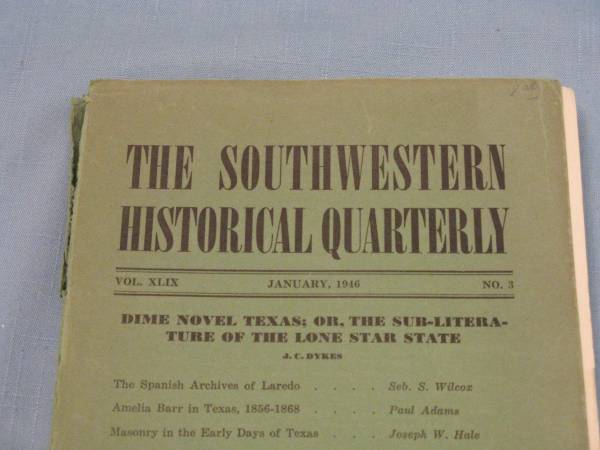 THE SOUTHWESTERN
HISTORICAL QUARTERLY
VOL. XLIX JANUARY, 1946 NO. 3
DIME NOVEL TEXAS; OR, THE SUB-LITERA-
TURE OF THE LONE STAR STATE
J. C. DYKES
The Spanish Archives of Laredo . . . . Seb. S. Wilcox
Amelia Barr in Texas, 1856-1868 . . . . Paul Adams
Masonry in the Early Days of Texas . . . Joseph W. Hale